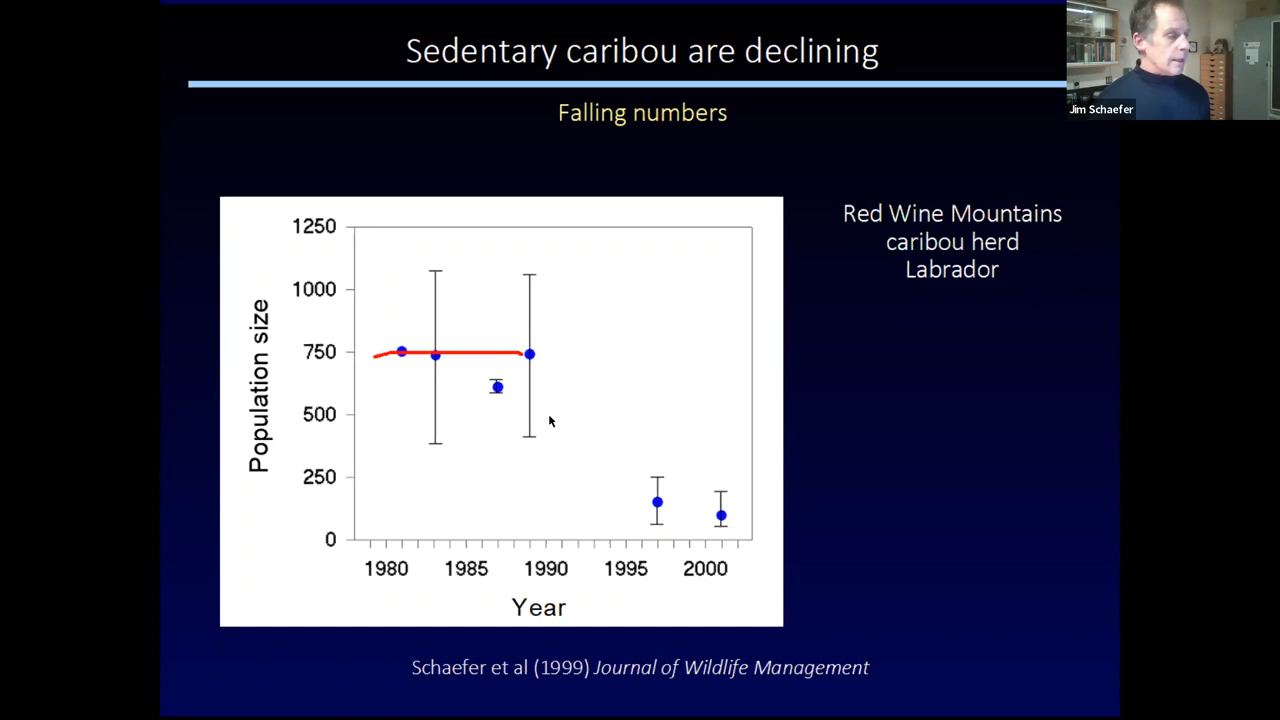 Sedentary caribou are declining
Jim Schaefer
Falling numbers
Red Wine Mountains
caribou herd
Labrador
Population size
1250
1000
750
500
250
0
1980 1985 1990 1995 2000
Year
Schaefer et al (1999) Journal of Wildlife Management